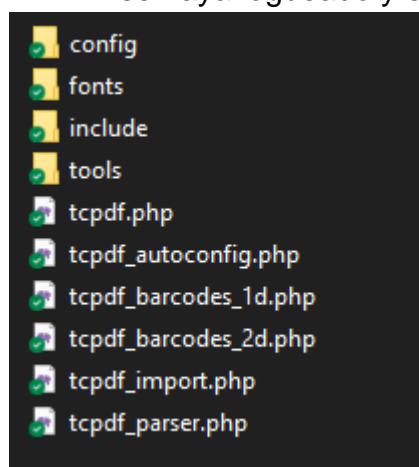 config
fonts
include
tools
tcpdf.php
tcpdf_autoconfig.php
tcpdf_barcodes_1d.php
tcpdf_barcodes_2d.php
tcpdf_import.php
tcpdf_parser.php